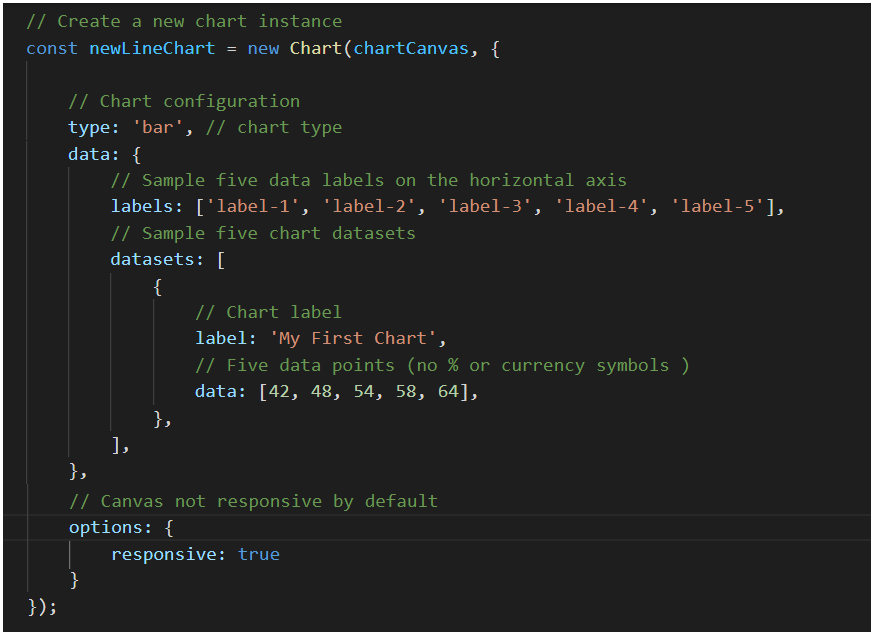 // Create a new chart instance
const newLineChart = new Chart(chartCanvas, {
// Chart configuration
type: 'bar', // chart type
data: {
// Sample five data labels on the horizontal axis
labels: ['label-1', 'label-2', 'label-3', 'label-4', 'label-5'],
// Sample five chart datasets
datasets: [
{
// Chart label
label: 'My First Chart',
// Five data points (no % or currency symbols )
data: [42, 48, 54, 58, 64],
},
],
},
// Canvas not responsive by default
options: {
responsive: true
}
});